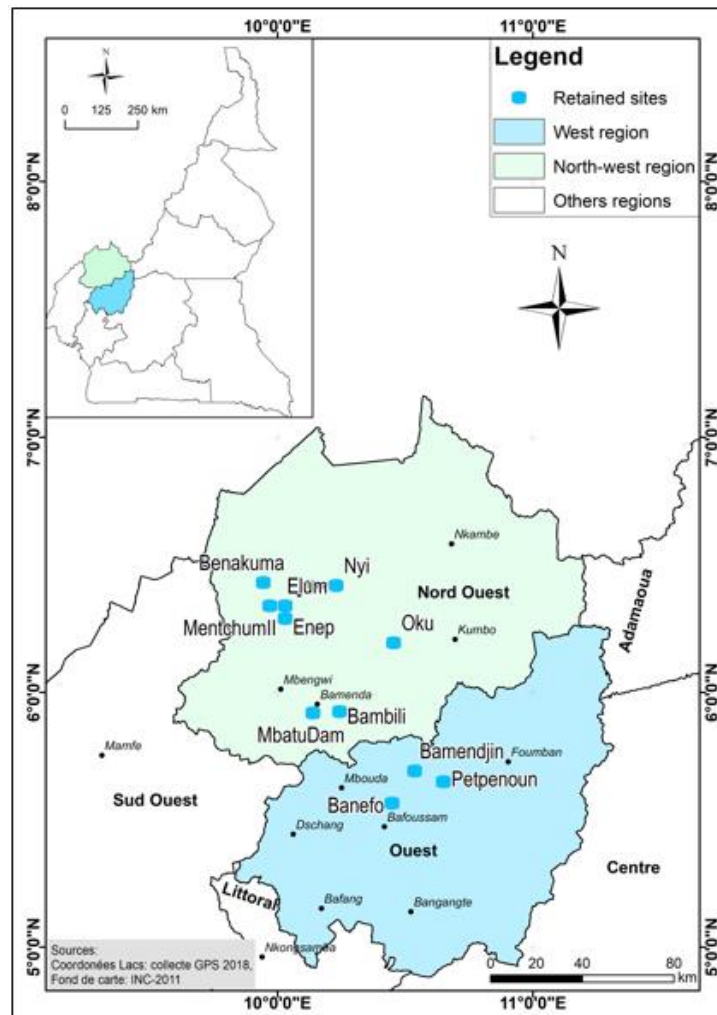 10°0'0"E
11°0'0"E
N
0 125 250 km
Legend
Retained sites
West region
North-west region
Others regions
N
8°0'0"N
8°0'0"N
7°0'0"N
7°0'0"N
Nkambe
Benakuma
Nyi
Ejom
Nord Ouest
MentchumII
Enep
Oku
Kumbo
Adamaoua
6°0'0"N
6°0'0"N
Mbengwi
Bamenda
Bambili
MbatuDam
Mamfe
Bamendjin
Foumban
Petpenoun
Mbouda
Sud Ouest
Banefo
Bafoussam
Dschang
Ouest
Centre
Littoral
Bafang
Bangangte
5°0'0"N
5°0'0"N
Nkongsamba
Sources:
Coordonées Lacs: collecte GPS 2018,
Fond de carte: INC-2011
0 20 40 80
km
10°0'0"E
11°0'0"E